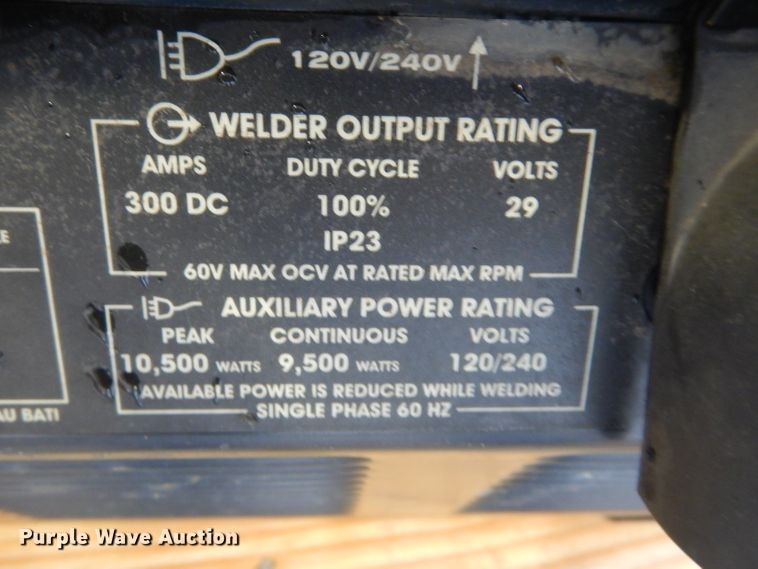 120V/240V
WELDER OUTPUT RATING
AMPS DUTY CYCLE VOLTS
300 DC 100% 29
IP23
60V MAX OCV AT RATED MAX RPM
AUXILIARY POWER RATING
PEAK CONTINUOUS VOLTS
10,500 WATTS 9,500 WATTS 120/240
AVAILABLE POWER IS REDUCED WHILE WELDING
SINGLE PHASE 60 HZ
AU BATI
Purple Wave Auction